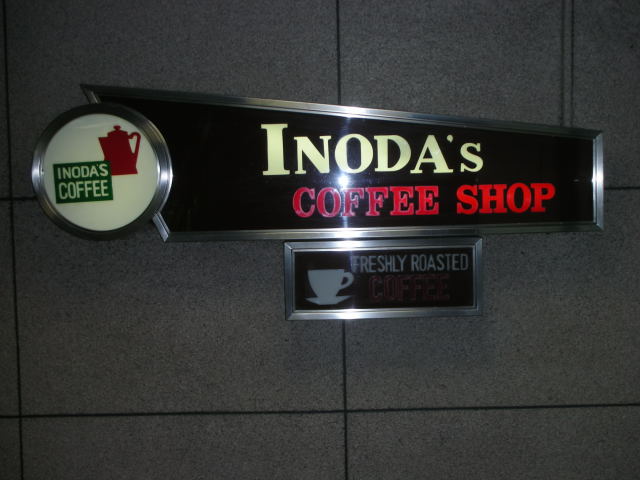 INODA'S
COFFEE
INODA'S
COFFEE SHOP
FRESHLY ROASTED
COFFEE